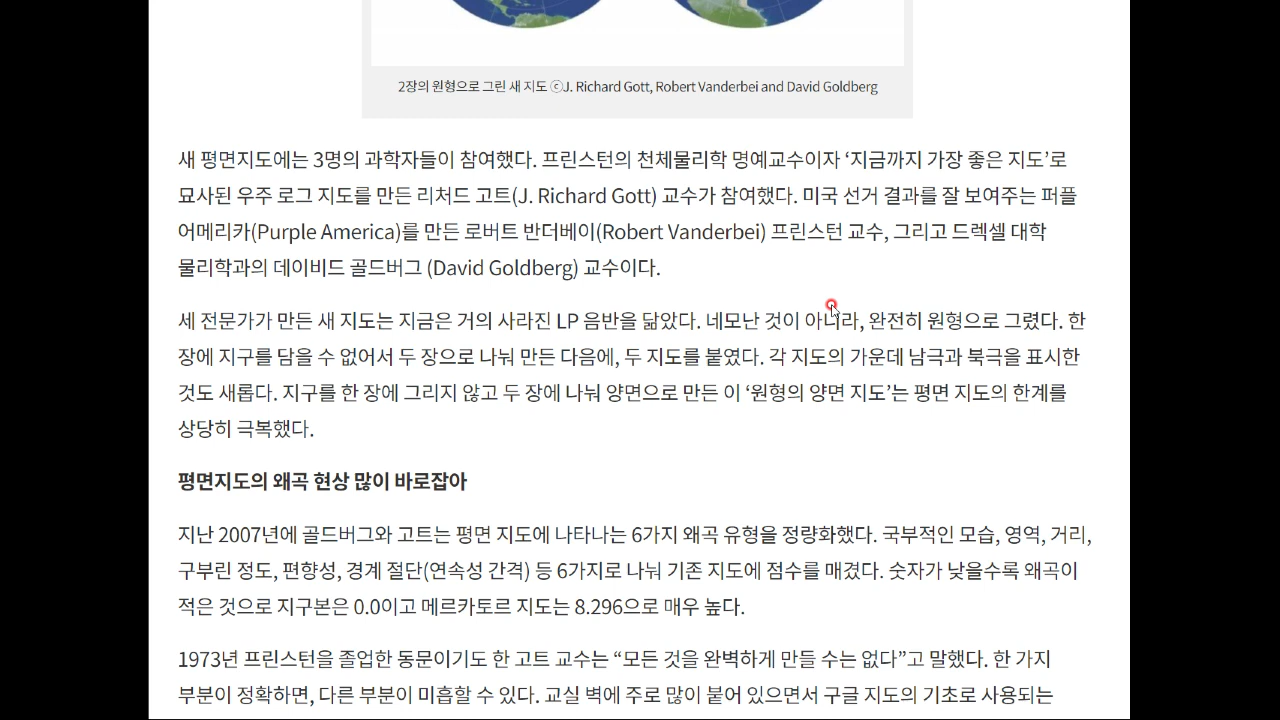 2장의 원형으로 그린 새 지도 ⓒJ. Richard Gott, Robert Vanderbei and David Goldberg
새 평면지도에는 3명의 과학자들이 참여했다. 프린스턴의 천체물리학 명예교수이자 ‘지금까지 가장 좋은 지도’로
묘사된 우주 로그 지도를 만든 리처드 고트(J. Richard Gott) 교수가 참여했다. 미국 선거 결과를 잘 보여주는 퍼플
어메리카(Purple America)를 만든 로버트 반더베이(Robert Vanderbei) 프린스턴 교수, 그리고 드렉셀 대학
물리학과의 데이비드 골드버그 (David Goldberg) 교수이다.
세 전문가가 만든 새 지도는 지금은 거의 사라진 LP 음반을 닮았다. 네모난 것이 아니라, 완전히 원형으로 그렸다. 한
장에 지구를 담을 수 없어서 두 장으로 나눠 만든 다음에, 두 지도를 붙였다. 각 지도의 가운데 남극과 북극을 표시한
것도 새롭다. 지구를 한 장에 그리지 않고 두 장에 나눠 양면으로 만든 이 ‘원형의 양면 지도’는 평면 지도의 한계를
상당히 극복했다.
평면지도의 왜곡 현상 많이 바로잡아
지난 2007년에 골드버그와 고트는 평면 지도에 나타나는 6가지 왜곡 유형을 정량화했다. 국부적인 모습, 영역, 거리,
구부린 정도, 편향성, 경계 절단(연속성 간격) 등 6가지로 나눠 기존 지도에 점수를 매겼다. 숫자가 낮을수록 왜곡이
적은 것으로 지구본은 0.0이고 메르카토르 지도는 8.296으로 매우 높다.
1973년 프린스턴을 졸업한 동문이기도 한 고트 교수는 “모든 것을 완벽하게 만들 수는 없다”고 말했다. 한 가지
부분이 정확하면, 다른 부분이 미흡할 수 있다. 교실 벽에 주로 많이 붙어 있으면서 구글 지도의 기초로 사용되는